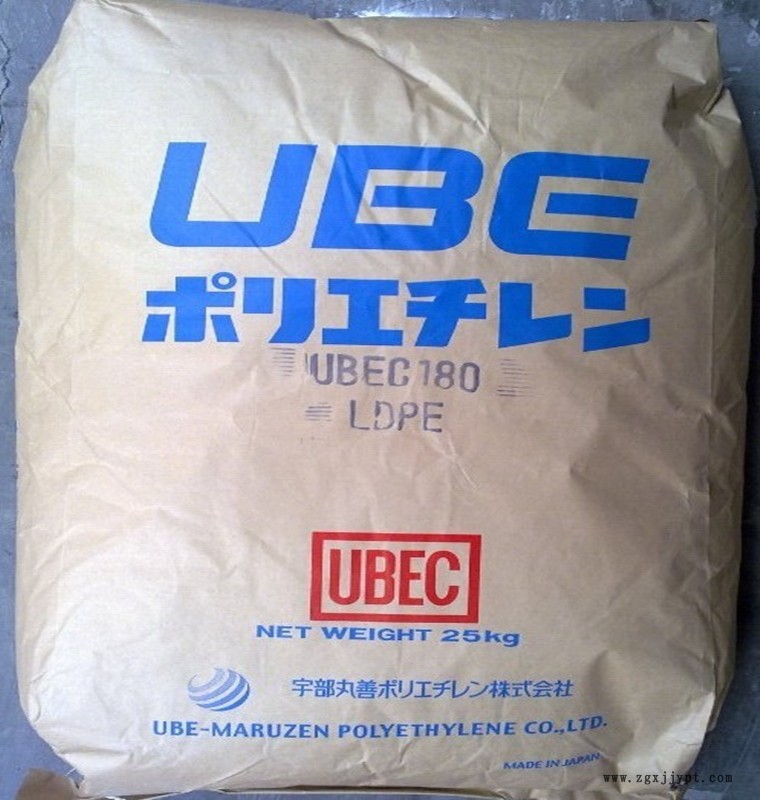 UBE
ポリエチレン
UBEC180
LDPE
UBEC
NET WEIGHT 25kg
宇部丸善ポリエチレン株式会社
UBE-MARUZEN POLYETHYLENE CO.,LTD.
MADE IN JAPAN
www.zgxjjypt.com